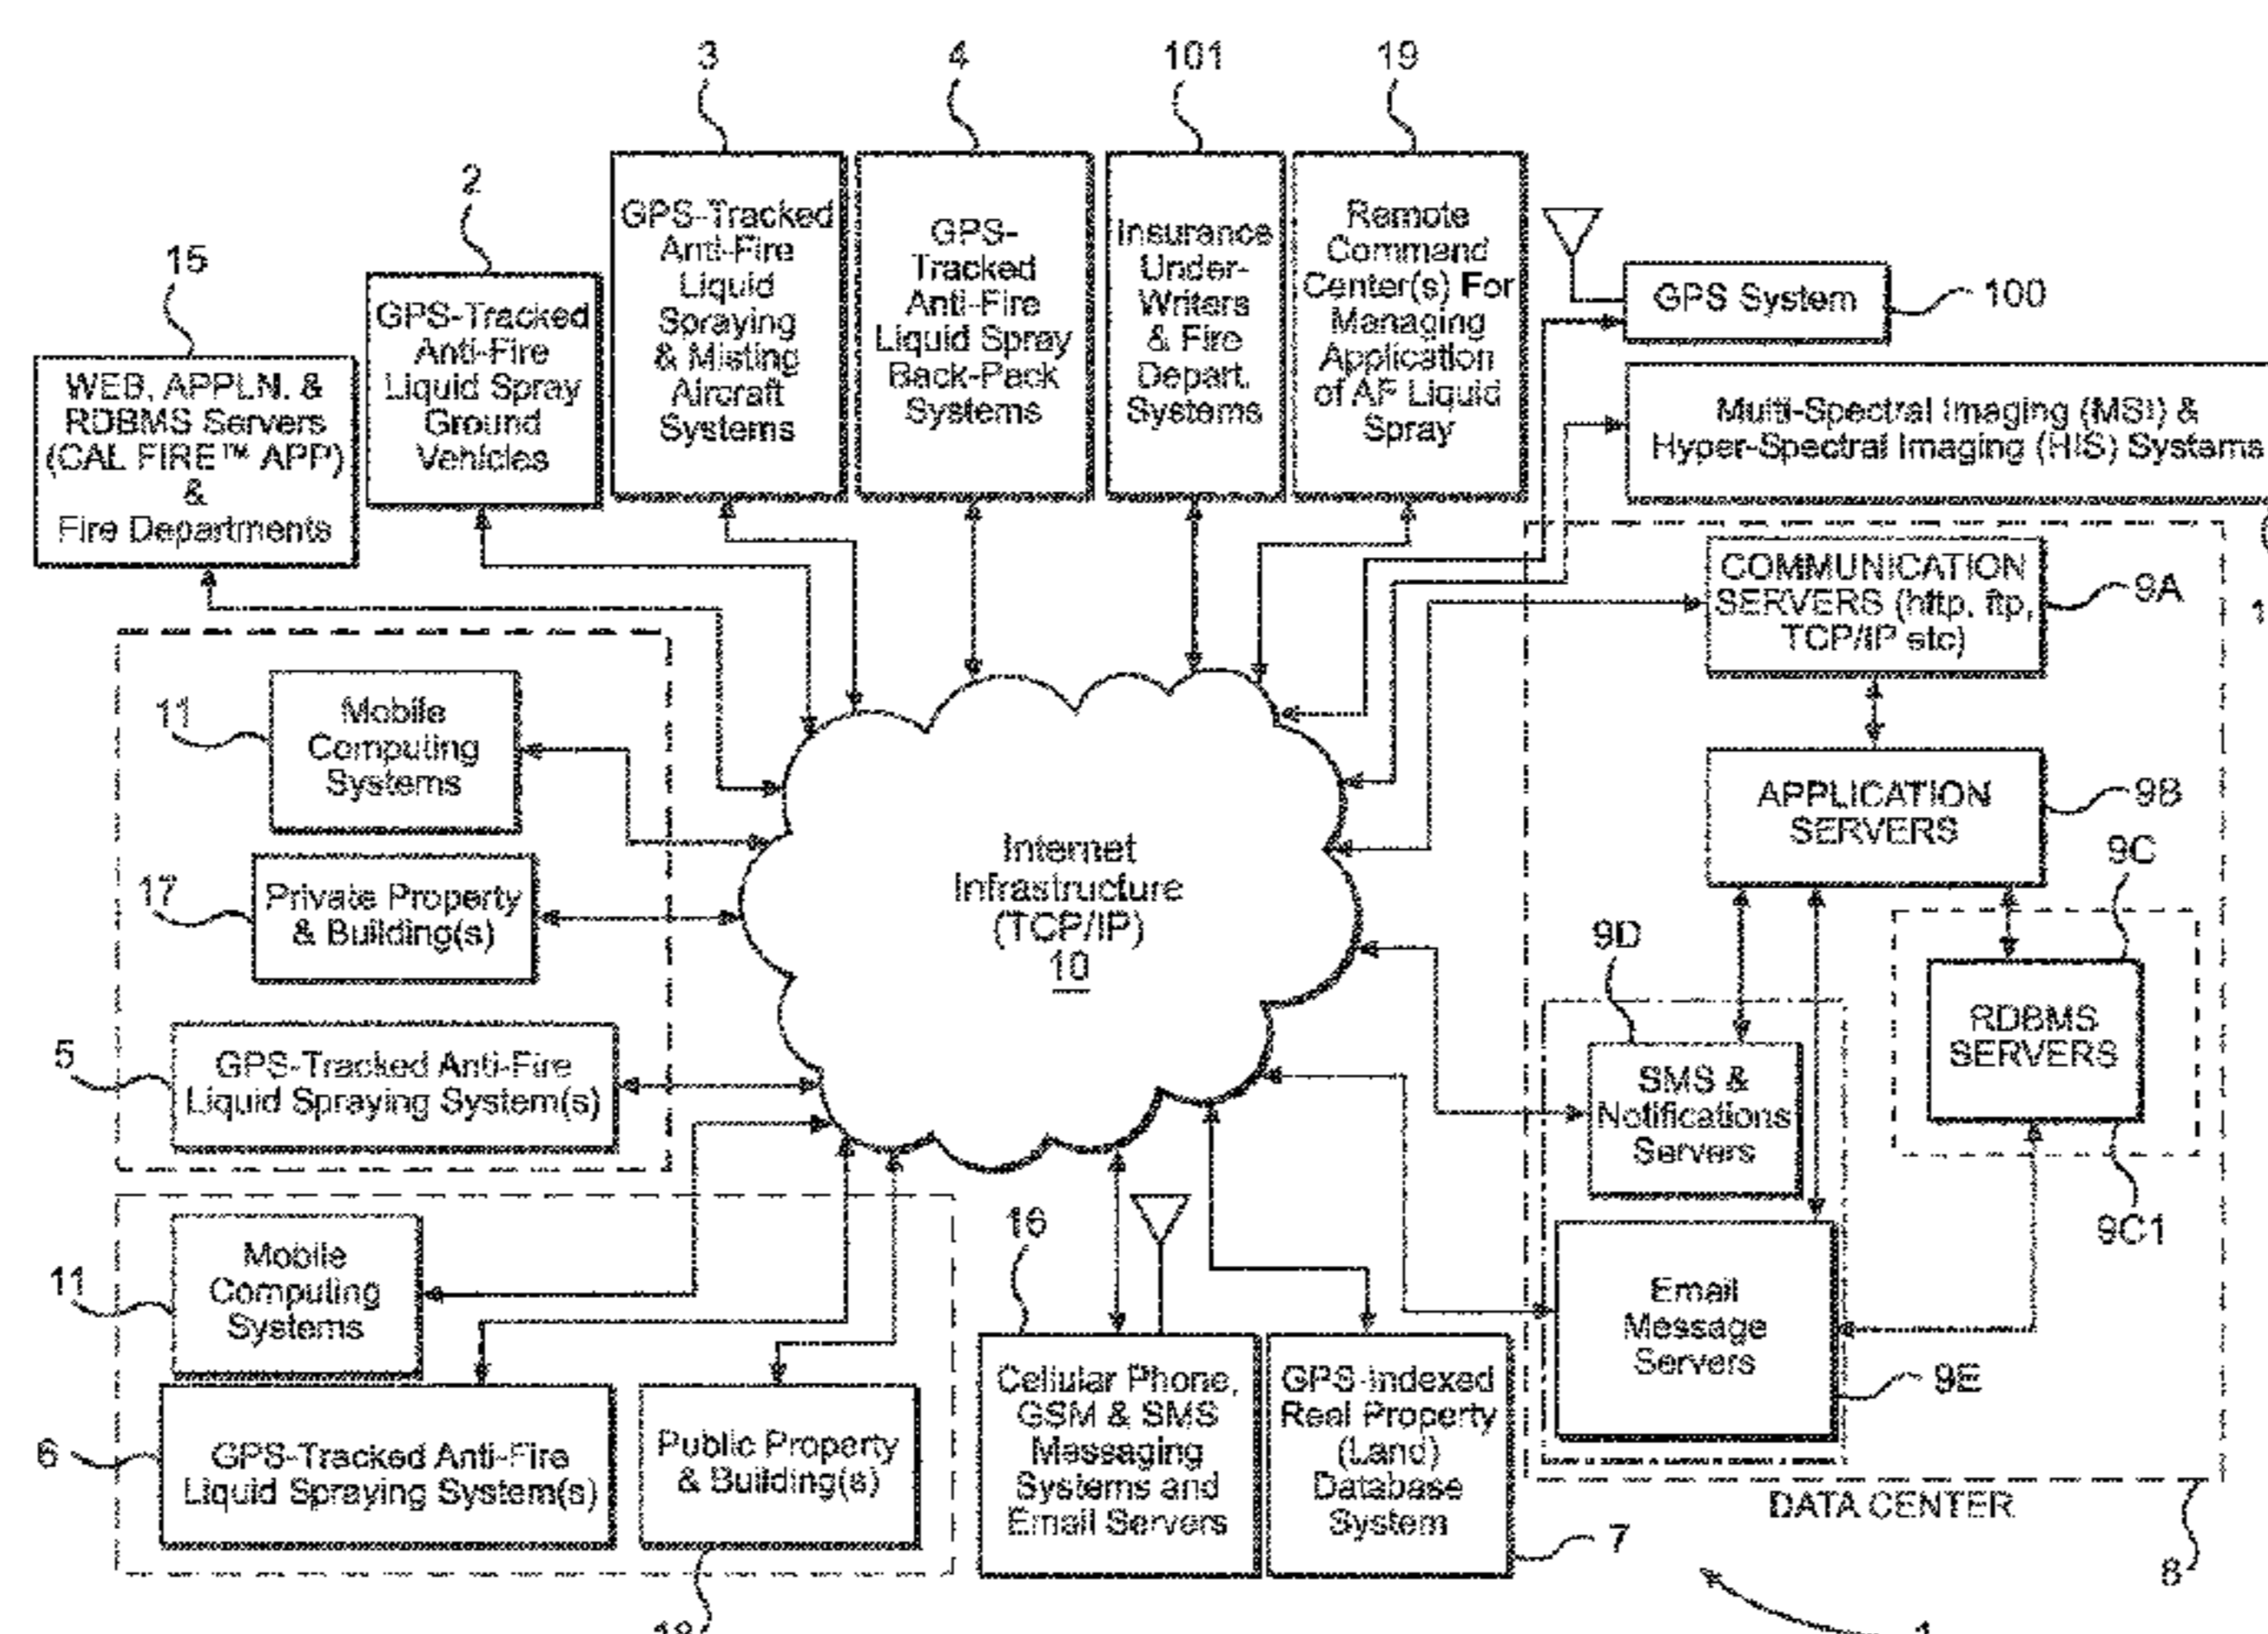 3
4
101
19
2
15
GPS-Tracked
Anti-Fire
Liquid
Spraying
& Misting
Aircraft
Systems
GPS-
Tracked
Anti-Fire
Liquid Spray
Back-Pack
Systems
Insurance
Under-
Writers
& Fire
Depart.
Systems
Remote
Command
Center(s) For
Managing
Application
of AF Liquid
Spray
GPS System
100
GPS-Tracked
Anti-Fire
Liquid Spray
Ground
Vehicles
WEB, APPLN. &
RDBMS Servers
(CAL FIRE™ APP)
&
Fire Departments
Multi-Spectral Imaging (MSI) &
Hyper-Spectral Imaging (HIS) Systems
COMMUNICATION
SERVERS (http, ftp,
TCP/IP etc)
9A
11
Mobile
Computing
Systems
APPLICATION
SERVERS
9B
17
Private Property
& Building(s)
Internet
Infrastructure
(TCP/IP)
10
9C
9D
RDBMS
SERVERS
5
GPS-Tracked Anti-Fire
Liquid Spraying System(s)
SMS &
Notifications
Servers
9C1
11
Mobile
Computing
Systems
16
Email
Message
Servers
9E
6
GPS-Tracked Anti-Fire
Liquid Spraying System(s)
Public Property
& Building(s)
Cellular Phone,
GSM & SMS
Messaging
Systems and
Email Servers
GPS-Indexed
Real Property
(Land)
Database
System
DATA CENTER
7
8
18
1